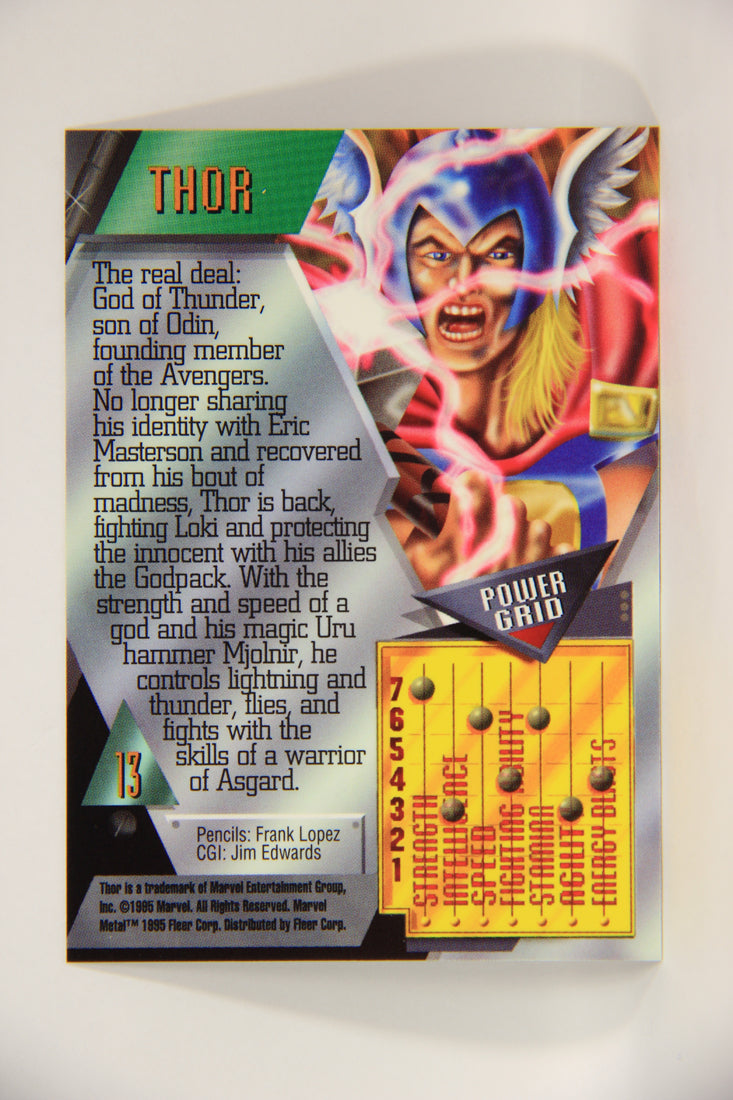 THOR
The real deal:
God of Thunder,
son of Odin,
founding member
of the Avengers.
No longer sharing
his identity with Eric
Masterson and recovered
from his bout of
madness, Thor is back,
fighting Loki and protecting
the innocent with his allies
the Godpack. With the
strength and speed of a
god and his magic Uru
hammer Mjolnir, he
controls lightning and
thunder, flies, and
fights with the
skills of a warrior
of Asgard.
13
Pencils: Frank Lopez
CGI: Jim Edwards
Thor is a trademark of Marvel Entertainment Group,
Inc. ©1995 Marvel. All Rights Reserved. Marvel
Metal™ 1995 Fleer Corp. Distributed by Fleer Corp.
POWER
GRID
7
6
5
4
3
2
1
STRENGTH
INTELLIGENCE
SPEED
FIGHTING ABILITY
STAMINA
AGILITY
ENERGY BLASTS